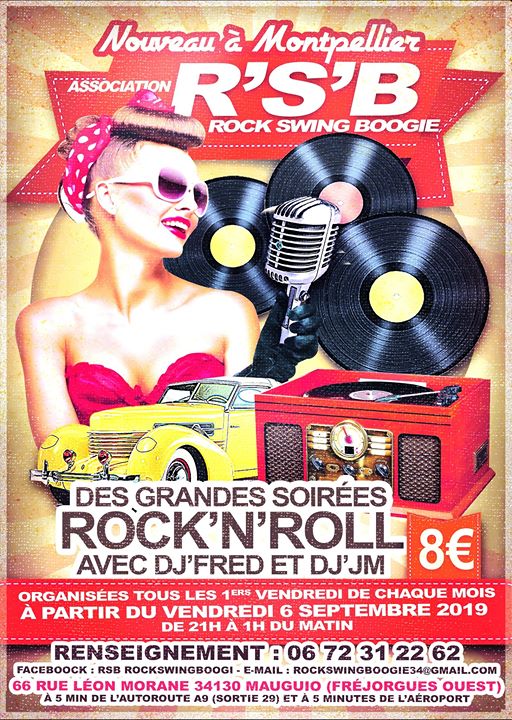 Nouveau à Montpellier
ASSOCIATION R'S'B
ROCK SWING BOOGIE
DES GRANDES SOIRÉES
ROCK'N'ROLL
AVEC DJ'FRED ET DJ'JM
8€
ORGANISÉES TOUS LES 1ERS VENDREDI DE CHAQUE MOIS
À PARTIR DU VENDREDI 6 SEPTEMBRE 2019
DE 21H À 1H DU MATIN
RENSEIGNEMENT : 06 72 31 22 62
FACEBOOCK : RSB ROCKSWINGBOOGI - E-MAIL : ROCKSWINGBOOGIE34@GMAIL.COM
66 RUE LÉON MORANE 34130 MAUGUIO (FRÉJORGUES OUEST)
À 5 MIN DE L'AUTOROUTE A9 (SORTIE 29) ET À 5 MINUTES DE L'AÉROPORT